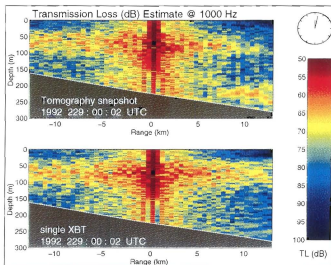 Transmission Loss (dB) Estimate @ 1000 Hz
0
50
100
150
200
250
300
Depth (m)
Tomography snapshot
1992 229 : 00 : 02 UTC
−10 −5 0 5 10
Range (km)
0
50
100
150
200
250
300
Depth (m)
single XBT
1992 229 : 00 : 02 UTC
−10 −5 0 5 10
Range (km)
50
55
60
65
70
75
80
85
90
95
100
TL (dB)